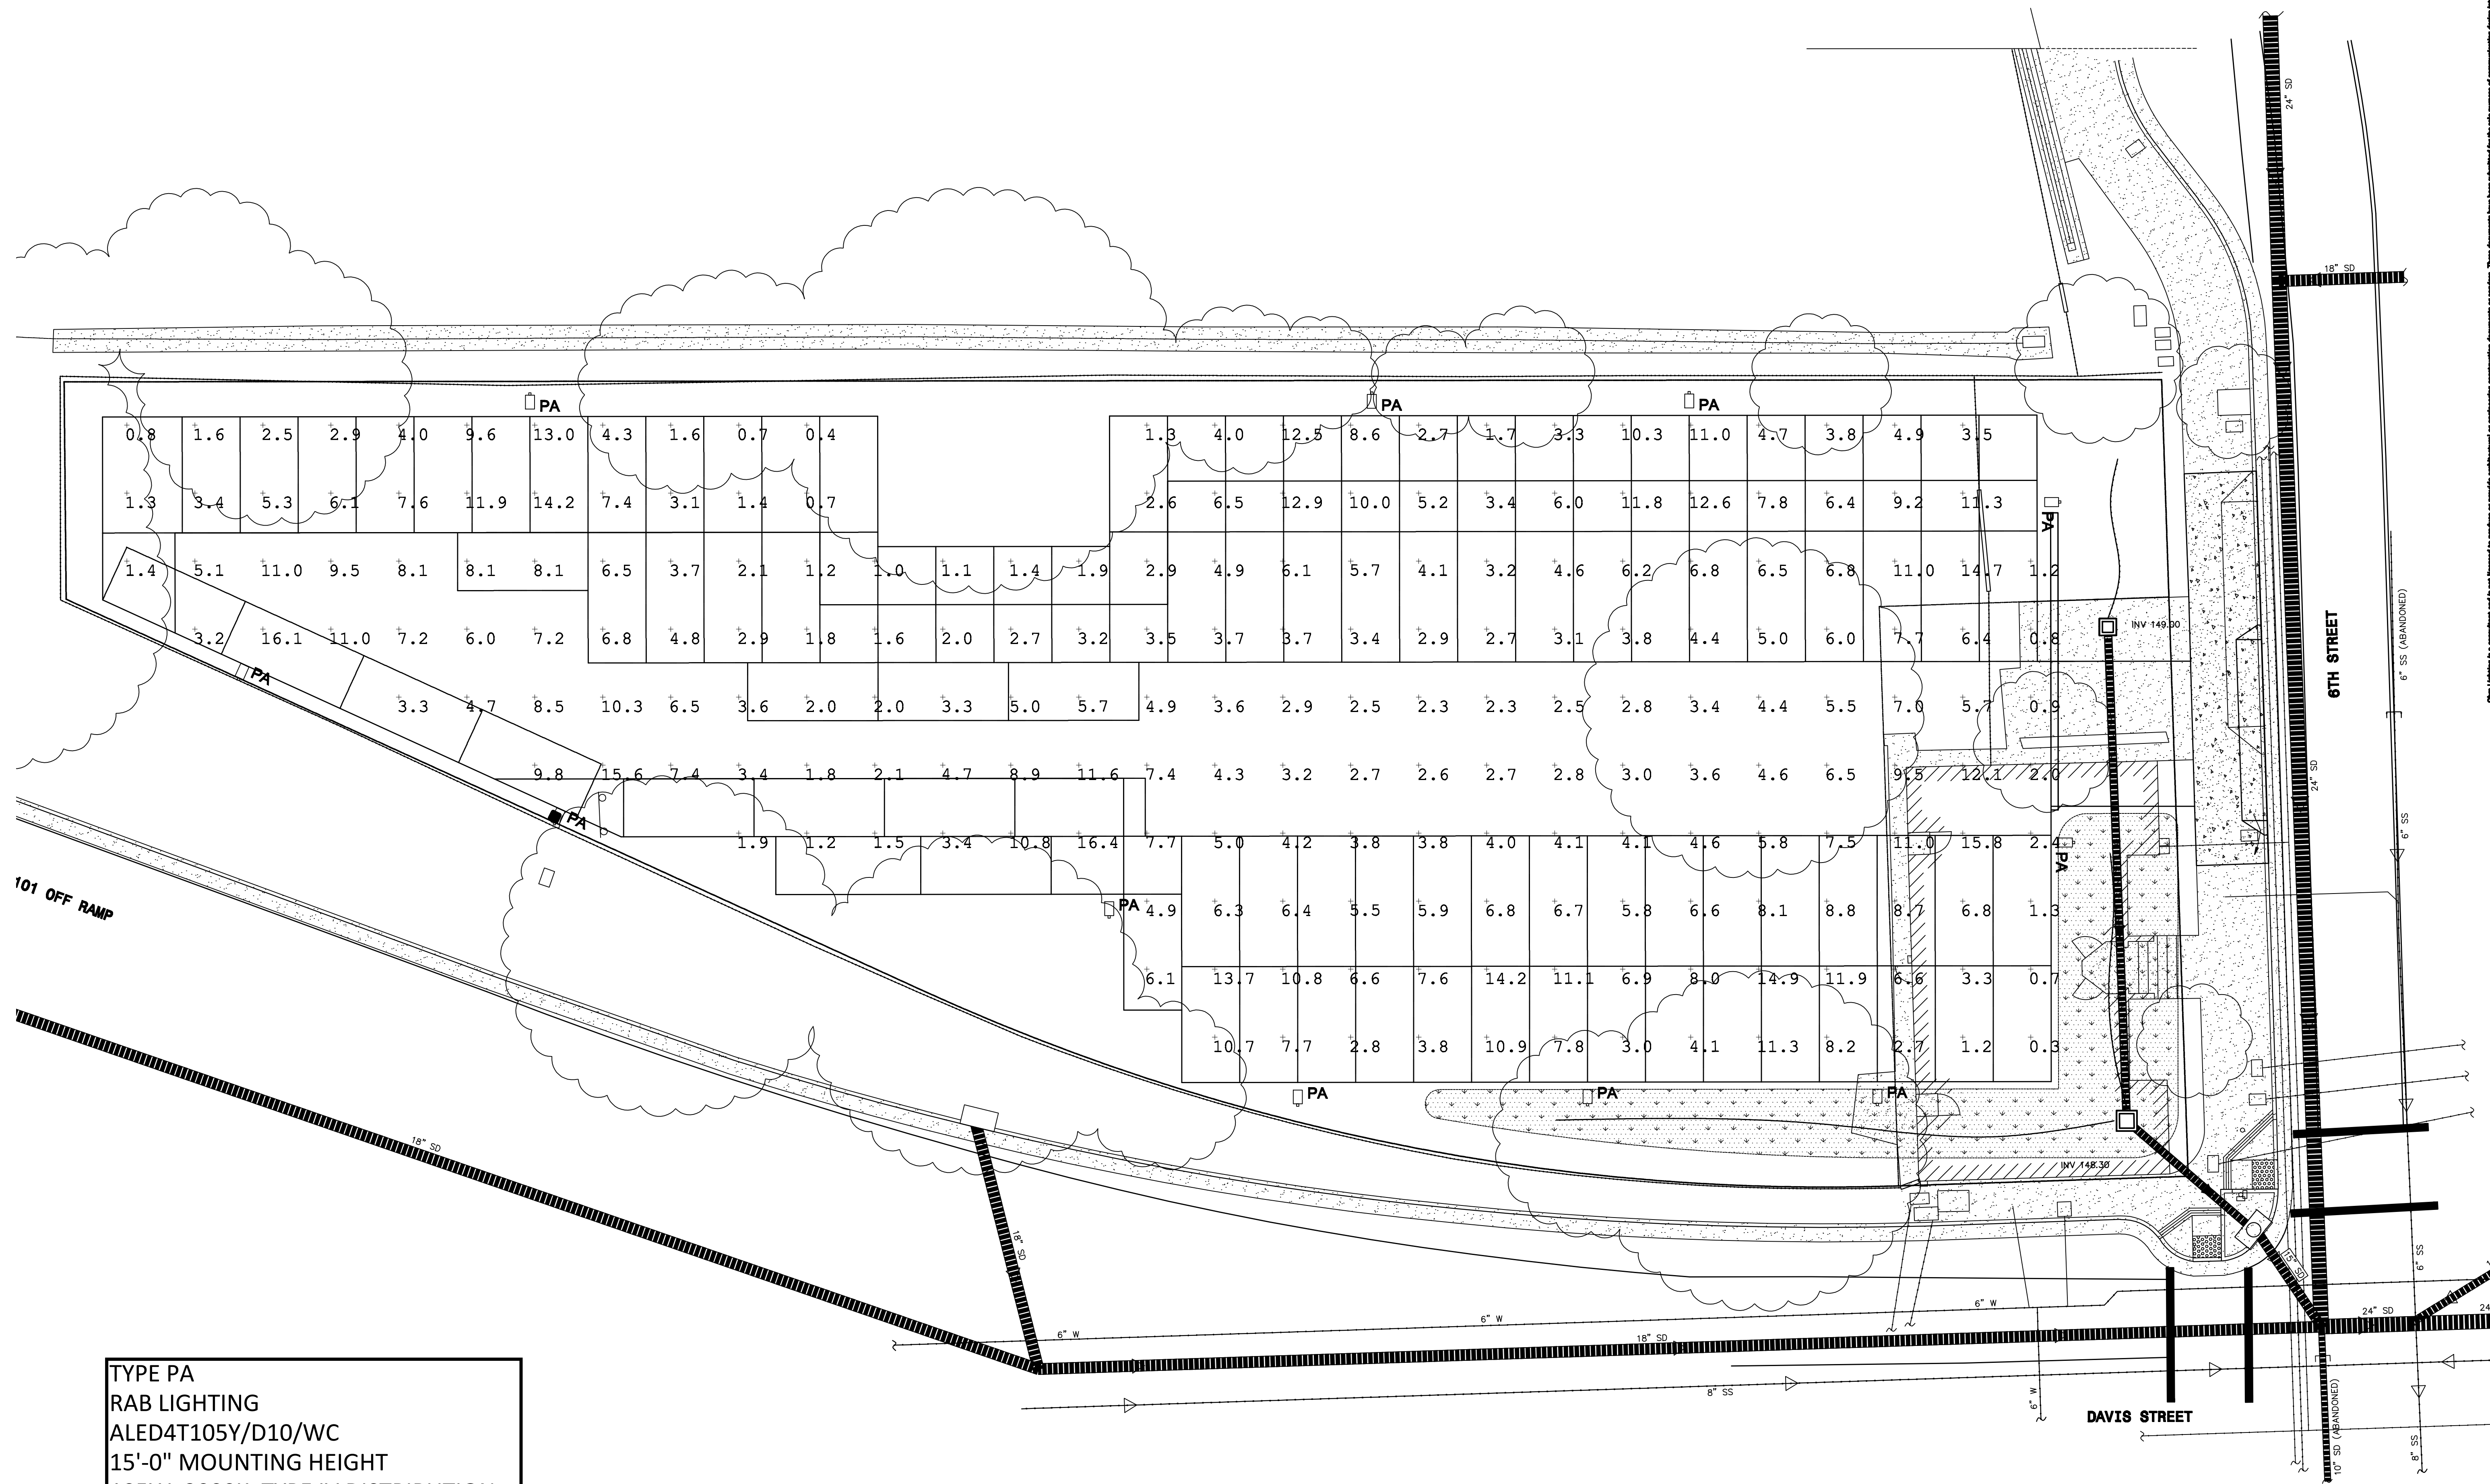 24" SD
18" SD
PA
PA
PA
0.8 1.6 2.5 2.9 4.0 9.6 13.0 4.3 1.6 0.7 0.4 1.3 4.0 12.5 8.6 2.7 1.7 3.3 10.3 11.0 4.7 3.8 4.9 3.5
1.3 3.4 5.3 6.1 7.6 11.9 14.2 7.4 3.1 1.4 0.7 2.6 6.5 12.9 10.0 5.2 3.4 6.0 11.8 12.6 7.8 6.4 9.2 11.3
PA
1.4 5.1 11.0 9.5 8.1 8.1 8.1 6.5 3.7 2.1 1.2 1.0 1.1 1.4 1.9 2.9 4.9 6.1 5.7 4.1 3.2 4.6 6.2 6.8 6.5 6.8 11.0 14.7 1.2
INV 149.00
6TH STREET
6" SS (ABANDONED)
3.2 16.1 11.0 7.2 6.0 7.2 6.8 4.8 2.9 1.8 1.6 2.0 2.7 3.2 3.5 3.7 3.7 3.4 2.9 2.7 3.1 3.8 4.4 5.0 6.0 7.7 6.4 0.8
PA
3.3 4.7 8.5 10.3 6.5 3.6 2.0 2.0 3.3 5.0 5.7 4.9 3.6 2.9 2.5 2.3 2.3 2.5 2.8 3.4 4.4 5.5 7.0 5.7 0.9
9.8 15.6 7.4 3.4 1.8 2.1 4.7 8.9 11.6 7.4 4.3 3.2 2.7 2.6 2.7 2.8 3.0 3.6 4.6 6.5 9.5 12.1 2.0
24" SD
6" SS
PA
1.9 1.2 1.5 3.4 10.8 16.4 7.7 5.0 4.2 3.8 3.8 4.0 4.1 4.1 4.6 5.8 7.5 11.0 15.8 2.4
PA
101 OFF RAMP
PA
4.9 6.3 6.4 5.5 5.9 6.8 6.7 5.8 6.6 8.1 8.8 8.7 6.8 1.3
6.1 13.7 10.8 6.6 7.6 14.2 11.1 6.9 8.0 14.9 11.9 6.6 3.3 0.7
10.7 7.7 2.8 3.8 10.9 7.8 3.0 4.1 11.3 8.2 2.7 1.2 0.3
PA
PA
PA
18" SD
INV 148.30
18" SD
15" SD
6" SS
6" W
6" W
6" W
18" SD
24" SD
24
8" SS
6" W
DAVIS STREET
10" SD (ABANDONED)
8" SS
TYPE PA
RAB LIGHTING
ALED4T105Y/D10/WC
15'-0" MOUNTING HEIGHT